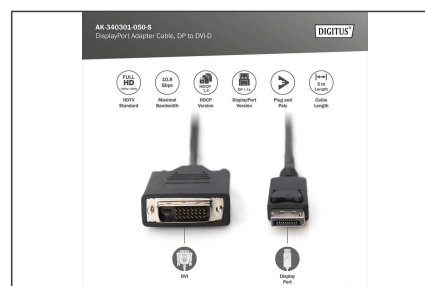 AK-340301-050-S
DisplayPort Adapter Cable, DP to DVI-D
DIGITUS
FULL
HD
10.8
Gbps
HDCP
1.3
DP 1.1a
5 m
Length
HDTV
Standard
Maximal
Bandwidth
HDCP
Version
DisplayPort
Version
Plug and
Paly
Cable
Length
DVI
Display
Port